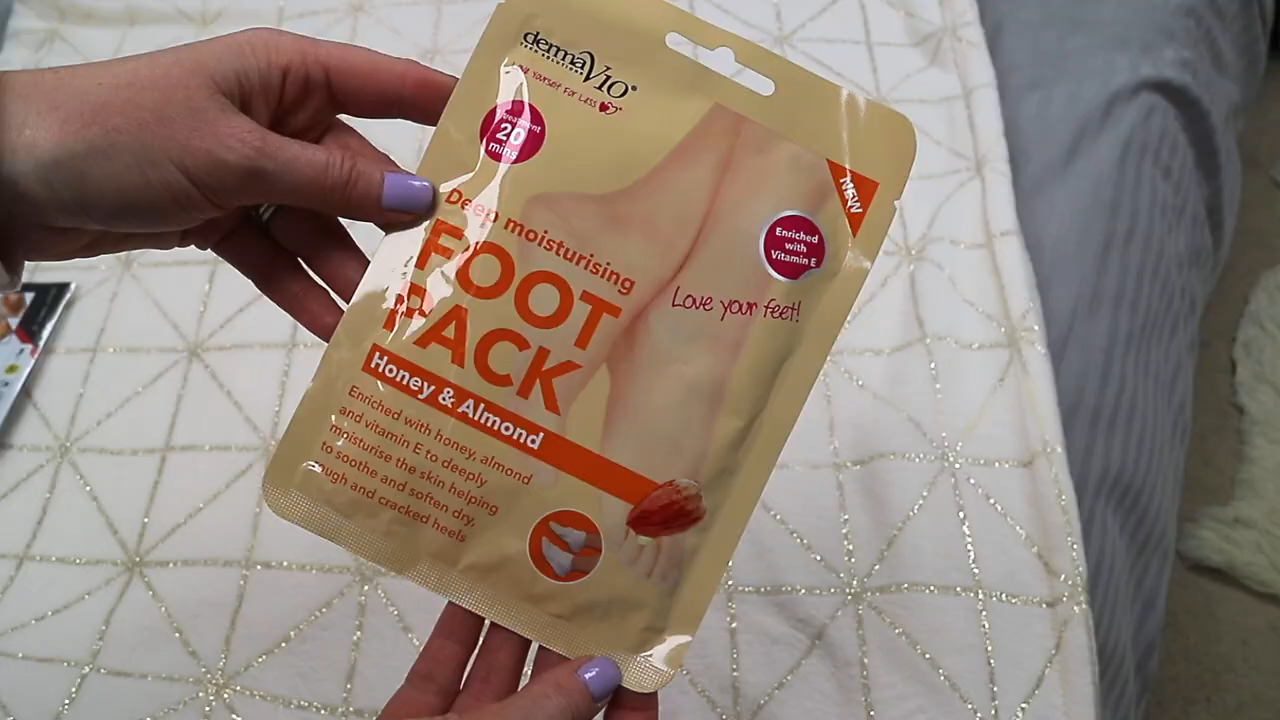 dermaV10®
Love Yourself For Less
Treatment
20
mins
NEW
Enriched
with
Vitamin E
Deep moisturising
FOOT
PACK
Love your feet!
Honey & Almond
Enriched with honey, almond
and vitamin E to deeply
moisturise the skin helping
to soothe and soften dry,
rough and cracked heels